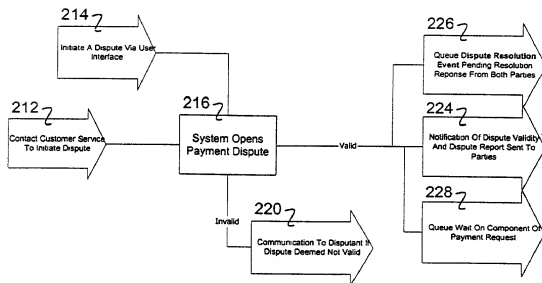 214
Initiate A Dispute Via User
Interface
212
Contact Customer Service
To Initiate Dispute
216
System Opens
Payment Dispute
Valid
Invalid
220
Communication To Disputant If
Dispute Deemed Not Valid
226
Queue Dispute Resolution
Event Pending Resolution
Reponse From Both Parties
224
Notification Of Dispute Validity
And Dispute Report Sent To
Parties
228
Queue Wait On Component Of
Payment Request